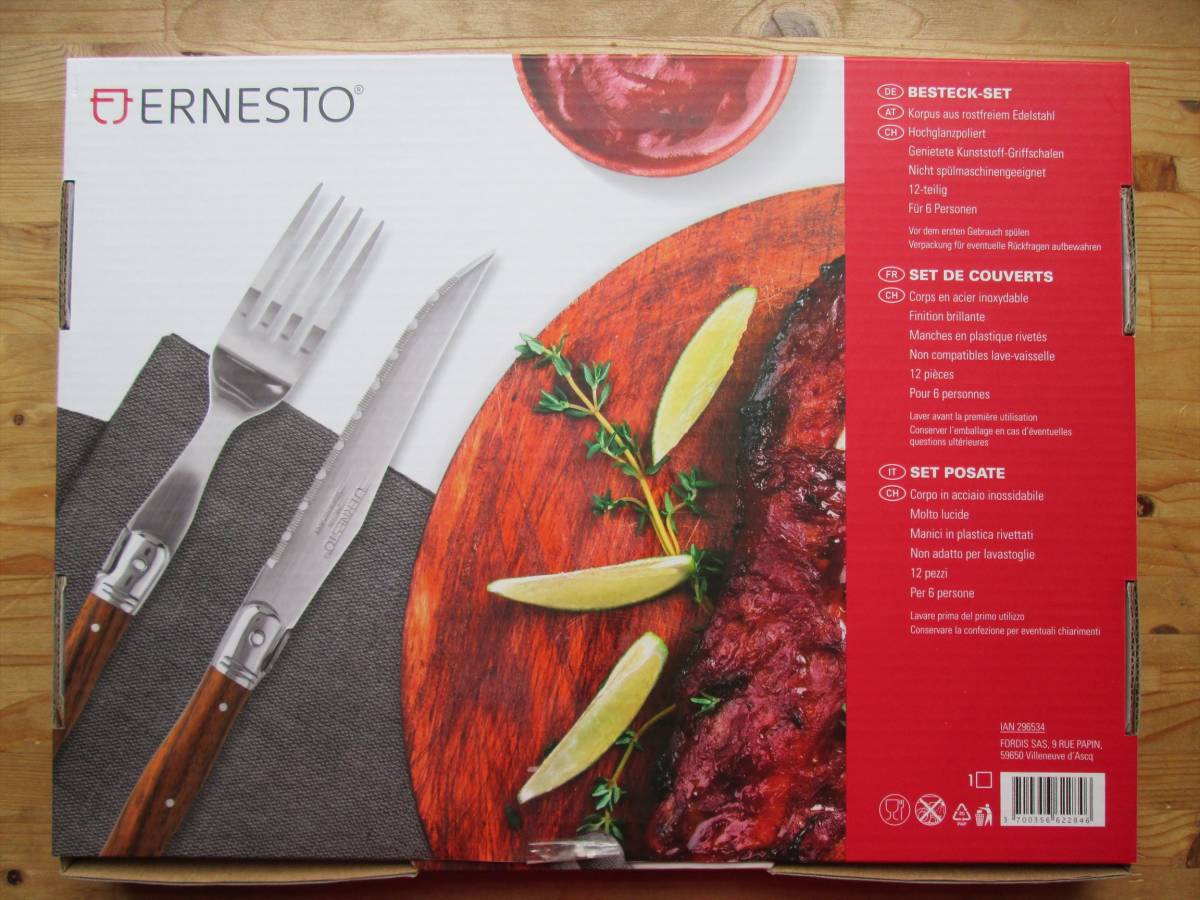 ERNESTO®
DE BESTECK-SET
AT Korpus aus rostfreiem Edelstahl
CH Hochglanzpoliert
Genietete Kunststoff-Griffschalen
Nicht spülmaschinengeeignet
12-teilig
Für 6 Personen
Vor dem ersten Gebrauch spülen
Verpackung für eventuelle Rückfragen aufbewahren
FR SET DE COUVERTS
CH Corps en acier inoxydable
Finition brillante
Manches en plastique rivetés
Non compatibles lave-vaisselle
12 pièces
Pour 6 personnes
Laver avant la première utilisation
Conserver l'emballage en cas d'éventuelles
questions ultérieures
IT SET POSATE
CH Corpo in acciaio inossidabile
Molto lucide
Manici in plastica rivettati
Non adatto per lavastoglie
12 pezzi
Per 6 persone
Lavare prima del primo utilizzo
Conservare la confezione per eventuali chiarimenti
IAN 296534
FORDIS SAS, 9 RUE PAPIN,
59650 Villeneuve d'Ascq
1
PAP
3 700356 622846
ERNESTO